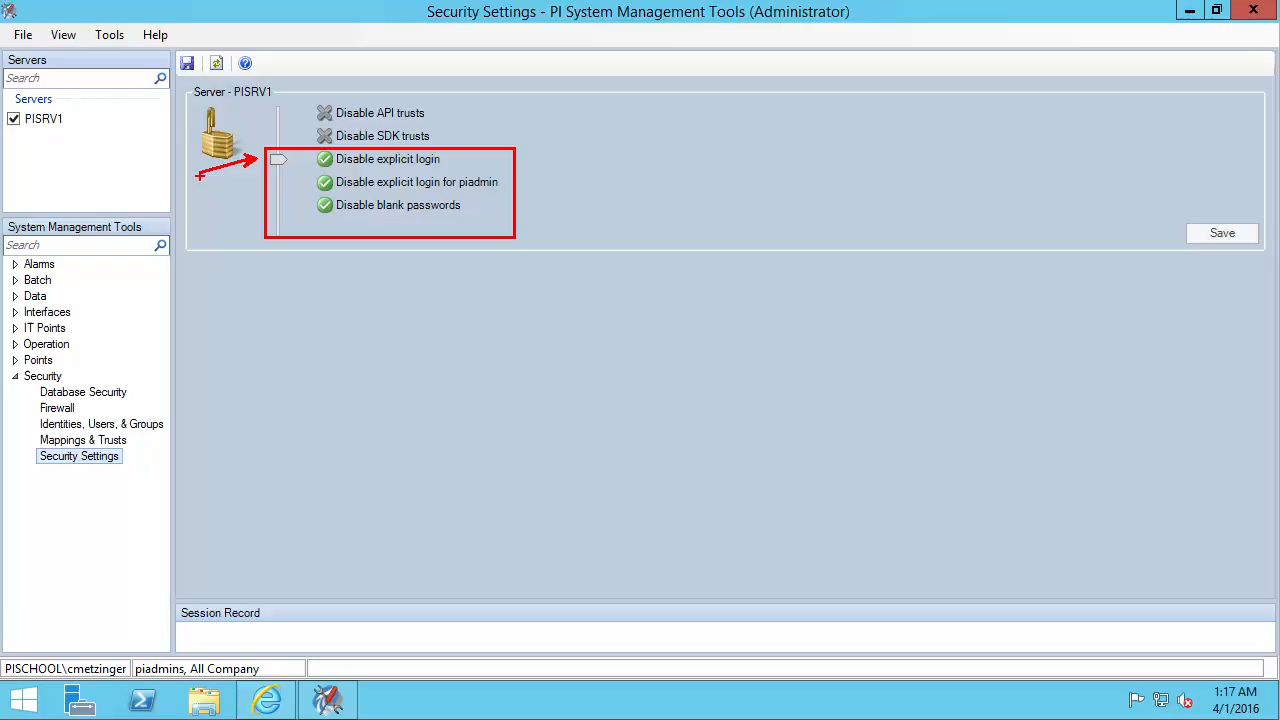 Security Settings - PI System Management Tools (Administrator)
File View Tools Help
Servers
Search
Servers
PISRV1
System Management Tools
Search
Alarms
Batch
Data
Interfaces
IT Points
Operation
Points
Security
Database Security
Firewall
Identities, Users, & Groups
Mappings & Trusts
Security Settings
Server - PISRV1
Disable API trusts
Disable SDK trusts
Disable explicit login
Disable explicit login for piadmin
Disable blank passwords
Save
Session Record
PISCHOOL\cmetzinger piadmins, All Company
1:17 AM
4/1/2016